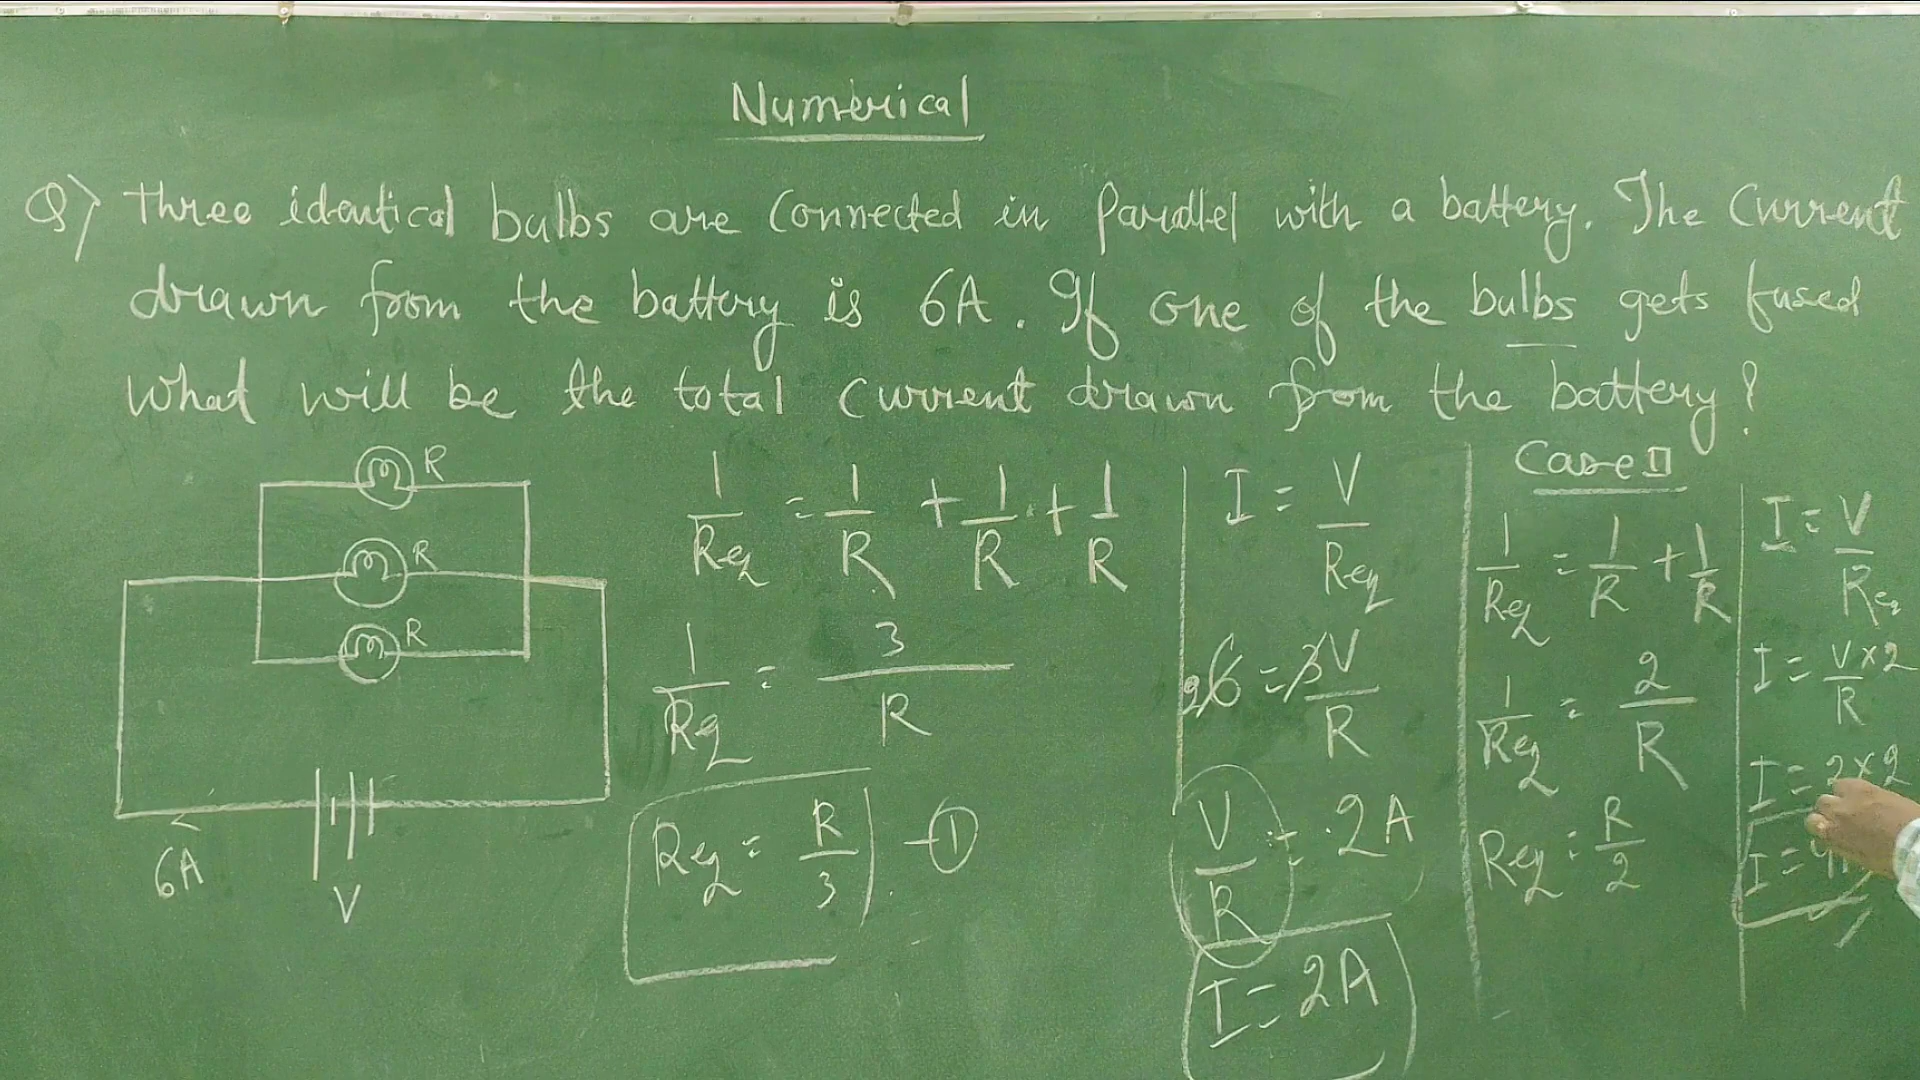 Numerical
Q) Three identical bulbs are connected in parallel with a battery. The current
drawn from the battery is 6A. If one of the bulbs gets fused
what will be the total current drawn from the battery?
R
R
R
6A
V
1/Req = 1/R + 1/R + 1/R
1/Req = 3/R
Req = R/3 - ①
I = V/Req
2 6 = 3V/R
V/R = 2A
I = 2A
Case II
1/Req = 1/R + 1/R
1/Req = 2/R
Req = R/2
I = V/Req
I = V×2/R
I = 2×2
I =